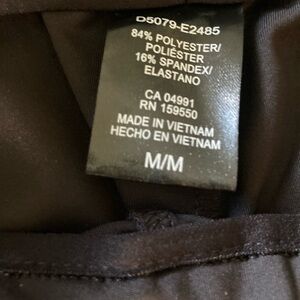 D5079-E2485
84% POLYESTER/
POLIÉSTER
16% SPANDEX/
ELASTANO
CA 04991
RN 159550
MADE IN VIETNAM
HECHO EN VIETNAM
M/M